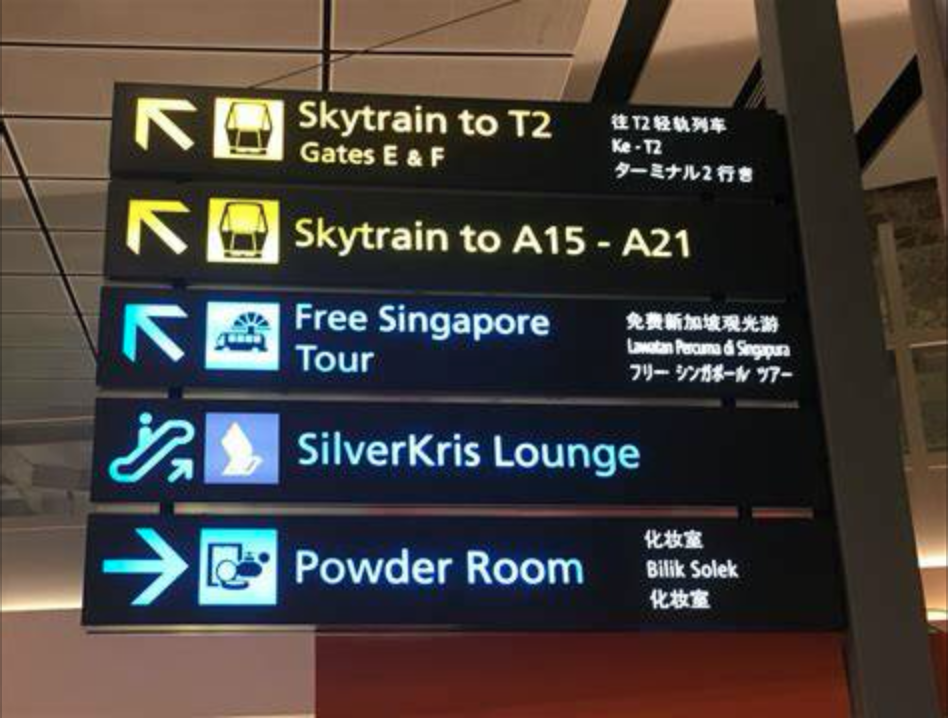 Skytrain to T2
Gates E & F
往T2轻轨列车
Ke - T2
ターミナル2 行き
Skytrain to A15 - A21
Free Singapore
Tour
免费新加坡观光游
Lawatan Percuma di Singapura
フリー シンガポール ツアー
SilverKris Lounge
Powder Room
化妆室
Bilik Solek
化妆室